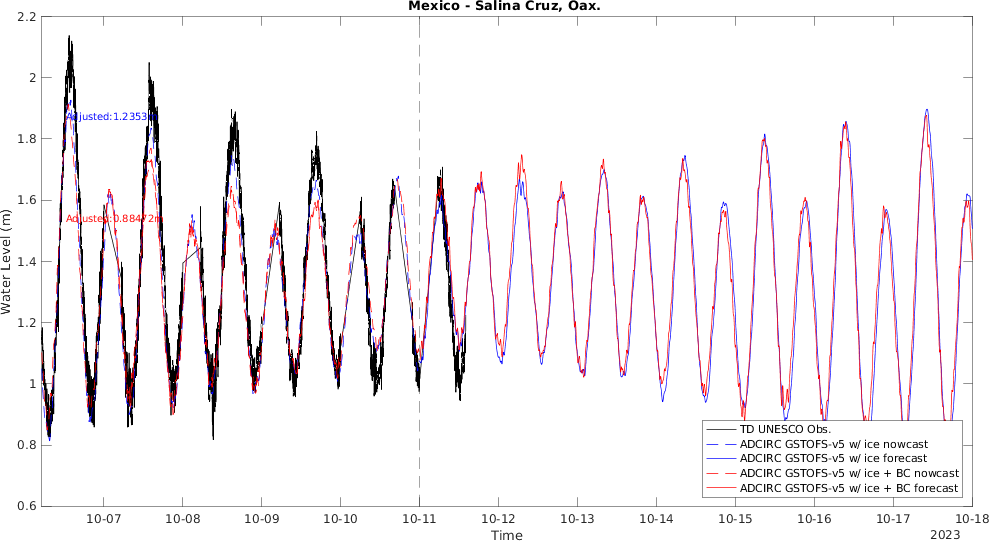 Mexico - Salina Cruz, Oax.
2.2
2
1.8
1.6
1.4
1.2
1
0.8
0.6
Water Level (m)
Adjusted:1.2353m
Adjusted:0.88472m
TD UNESCO Obs.
ADCIRC GSTOFS-v5 w/ ice nowcast
ADCIRC GSTOFS-v5 w/ ice forecast
ADCIRC GSTOFS-v5 w/ ice + BC nowcast
ADCIRC GSTOFS-v5 w/ ice + BC forecast
10-07 10-08 10-09 10-10 10-11 10-12 10-13 10-14 10-15 10-16 10-17 10-18
Time
2023